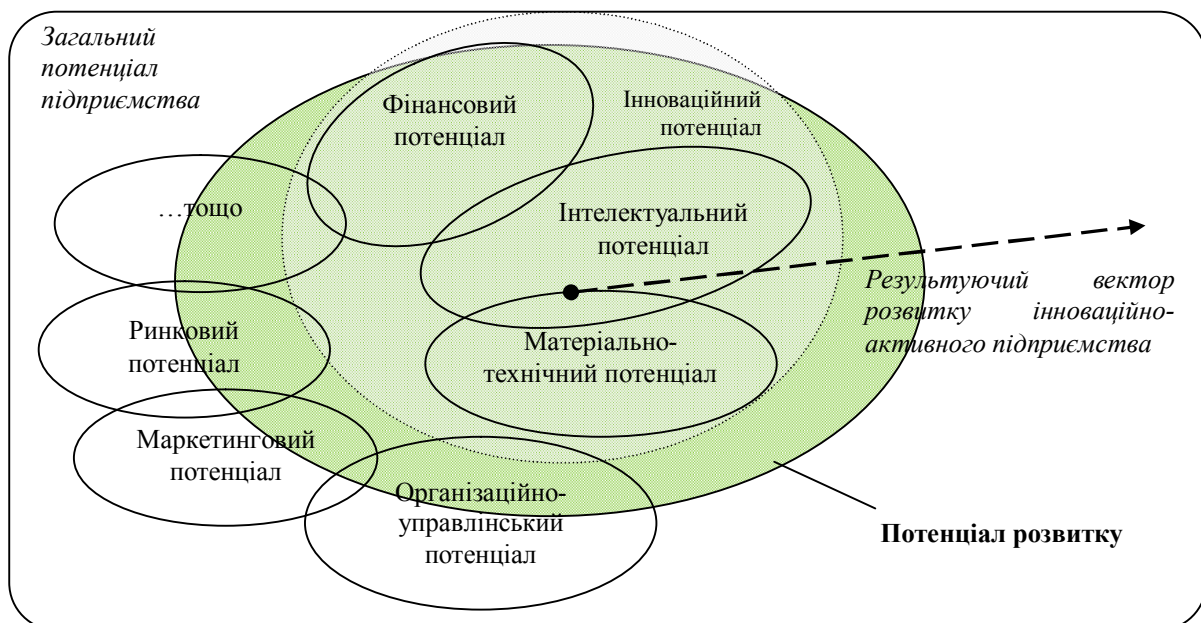 Загальний
потенціал
підприємства
Фінансовий
потенціал
Інноваційний
потенціал
…тощо
Інтелектуальний
потенціал
Результуючий вектор
розвитку інноваційно-
активного підприємства
Ринковий
потенціал
Матеріально-
технічний потенціал
Маркетинговий
потенціал
Організаційно-
управлінський
потенціал
Потенціал розвитку